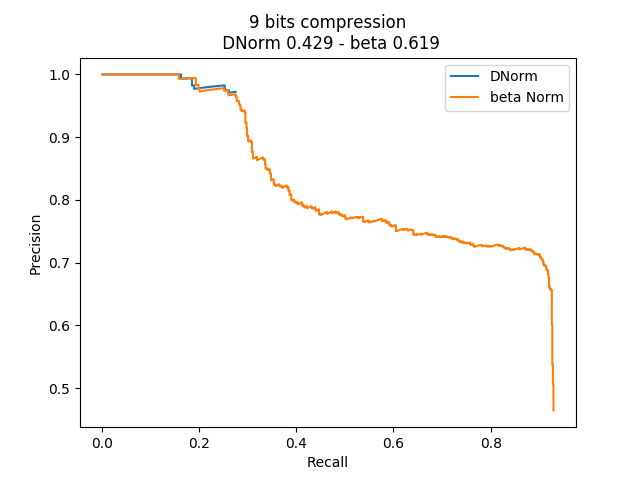 9 bits compression
DNorm 0.429 - beta 0.619
DNorm
beta Norm
1.0
0.9
0.8
0.7
0.6
0.5
Precision
0.0
0.2
0.4
0.6
0.8
Recall